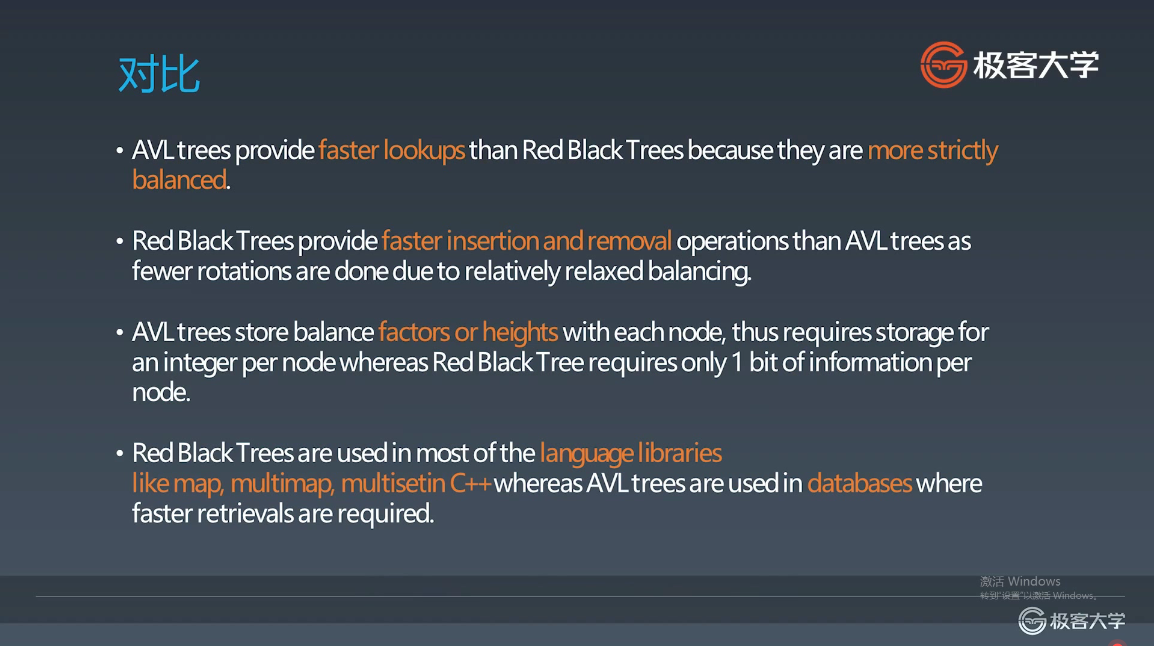 对比
极客大学
• AVL trees provide faster lookups than Red Black Trees because they are more strictly
balanced.
• Red Black Trees provide faster insertion and removal operations than AVL trees as
fewer rotations are done due to relatively relaxed balancing.
• AVL trees store balance factors or heights with each node, thus requires storage for
an integer per node whereas Red Black Tree requires only 1 bit of information per
node.
• Red Black Trees are used in most of the language libraries
like map, multimap, multisetin C++ whereas AVL trees are used in databases where
faster retrievals are required.
激活 Windows
转到“设置”以激活 Windows。
极客大学